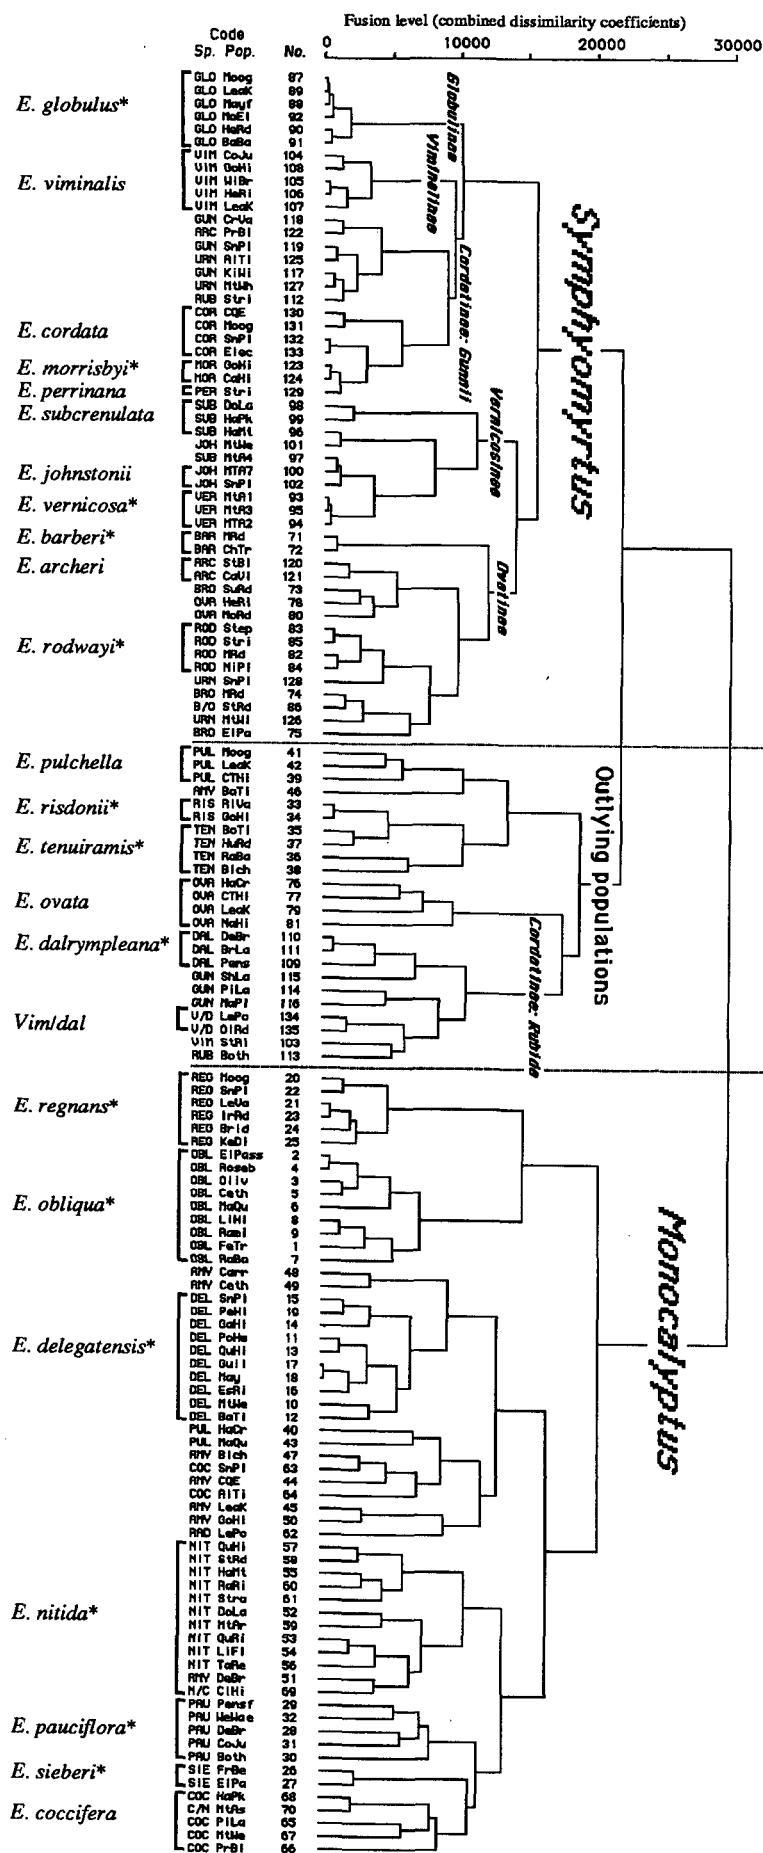 Fusion level (combined dissimilarity coefficients)
Code
Sp. Pop. No.
0 10000 20000 30000
GLO Moog 87
GLO LeaK 89
E. globulus* GLO Mayf 88
GLO MoEl 92
GLO HeRd 90
GLO BaBa 91
VIM CoJu 104
VIM GoHi 108
E. viminalis VIM WlBr 105
VIM HeRi 106
VIM LeaK 107
GUN CrVa 118
ARC PrBl 122
GUN SnPl 119
URN AlTi 125
GUN KiWi 117
URN MtWh 127
RUB Stri 112
COR CQE 130
E. cordata COR Moog 131
COR SnPl 132
COR Elec 133
E. morrisbyi* MOR GoHi 123
MOR CaHi 124
E. perrinana PER Stri 129
SUB DoLa 98
E. subcrenulata SUB HaPk 99
SUB HaMt 96
JOH MtWe 101
SUB MtA4 97
E. johnstonii JOH MTA7 100
JOH SnPl 102
VER MtA1 93
E. vernicosa* VER MtA3 95
VER MTA2 94
E. barberi* BAR MRd 71
BAR ChTr 72
E. archeri ARC StBl 120
ARC CaVl 121
BRO SuRd 73
OVA HeRi 78
OVA MoRd 80
ROD Step 83
E. rodwayi* ROD Stri 85
ROD MRd 82
ROD NiPl 84
URN SnPl 128
BRO MRd 74
B/O StRd 86
URN MtWl 126
BRO ElPa 75
Globulinae
Viminalinae
Cordatinae: Gunnii
Vernicosinae
Ovatinae
Symphyomyrtus
PUL Moog 41
E. pulchella PUL LeaK 42
PUL CTHi 39
AMY BaTi 46
E. risdonii* RIS RiVa 33
RIS GoHi 34
TEN BoTi 35
E. tenuiramis* TEN HuRd 37
TEN RaBa 36
TEN Bich 38
OVA HaCr 76
E. ovata OVA CTHi 77
OVA LeaK 79
OVA NaHi 81
E. dalrympleana* DAL DeBr 110
DAL BrLa 111
DAL Pens 109
GUN ShLa 115
GUN PiLa 114
GUN MaPl 116
Vim/dal V/D LePo 134
V/D OlRd 135
VIM StRi 103
RUB Both 113
Outlying populations
Cordatinae: Rubida
REG Moog 20
REG SnPl 22
E. regnans* REG LeVa 21
REG IrRd 23
REG Brid 24
REG KeDi 25
OBL ElPass 2
OBL Roseb 4
OBL Oliv 3
OBL Ceth 5
E. obliqua* OBL MaQu 6
OBL LiHi 8
OBL Rami 9
OBL FeTr 1
OBL RaBa 7
AMY Carr 48
AMY Ceth 49
DEL SnPl 15
DEL PeHi 19
DEL GaHi 14
E. delegatensis* DEL PoHe 11
DEL QuHi 13
DEL Guil 17
DEL May 18
DEL EsRi 16
DEL MtWe 10
DEL BaTi 12
PUL HaCr 40
PUL MaQu 43
AMY Bich 47
COC SnPl 63
AMY CQE 44
COC AlTi 64
AMY LeaK 45
AMY GoHi 50
RAD LePo 62
NIT QuHi 57
NIT StRd 58
NIT HaMt 55
NIT RaRi 60
NIT Stra 61
E. nitida* NIT DoLa 52
NIT MtAr 59
NIT QuRi 53
NIT LiFl 54
NIT TaRe 56
AMY DeBr 51
N/C ClHi 69
PAU Pensf 29
PAU WeWae 32
E. pauciflora* PAU DeBr 28
PAU CoJu 31
PAU Both 30
E. sieberi* SIE FrBe 26
SIE ElPa 27
COC HaPk 68
E. coccifera C/N MtAs 70
COC PiLa 65
COC MtWe 67
COC PrBl 66
Monocalyptus